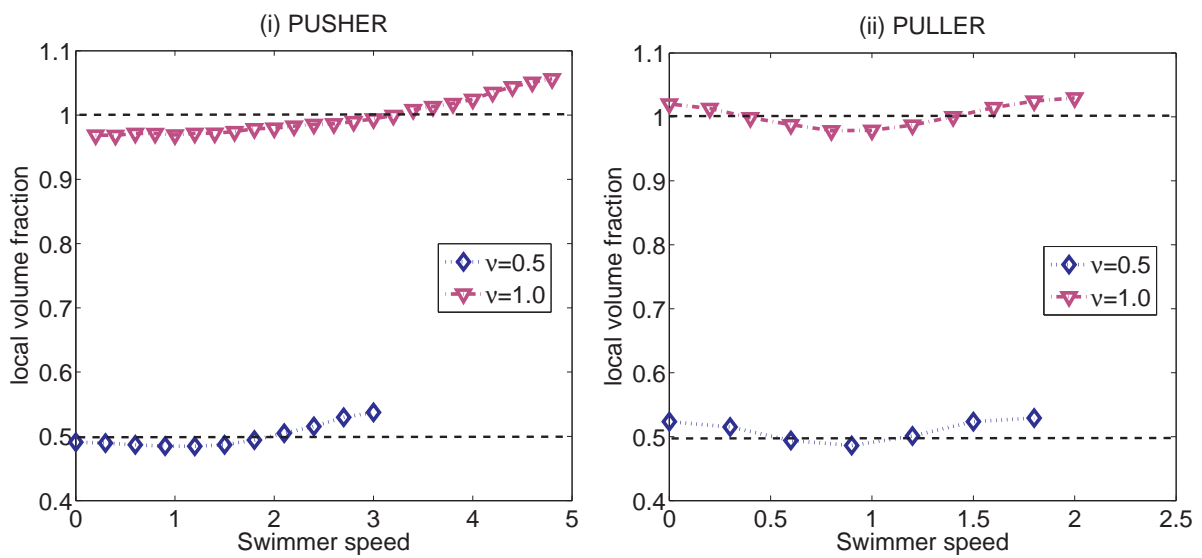 (i) PUSHER
1.1
1
0.9
0.8
0.7
0.6
0.5
0.4
local volume fraction
0
1
2
3
4
5
Swimmer speed
ν=0.5
ν=1.0
(ii) PULLER
1.1
1
0.9
0.8
0.7
0.6
0.5
0.4
local volume fraction
0
0.5
1
1.5
2
2.5
Swimmer speed
ν=0.5
ν=1.0